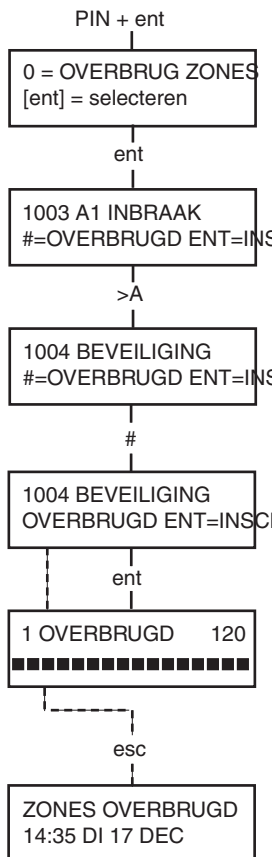 PIN + ent
0 = OVERBRUG ZONES
[ent] = selecteren
ent
1003 A1 INBRAAK
#=OVERBRUGD ENT=INS
>A
1004 BEVEILIGING
#=OVERBRUGD ENT=INS
#
1004 BEVEILIGING
OVERBRUGD ENT=INSC
ent
1 OVERBRUGD 120
esc
ZONES OVERBRUGD
14:35 DI 17 DEC